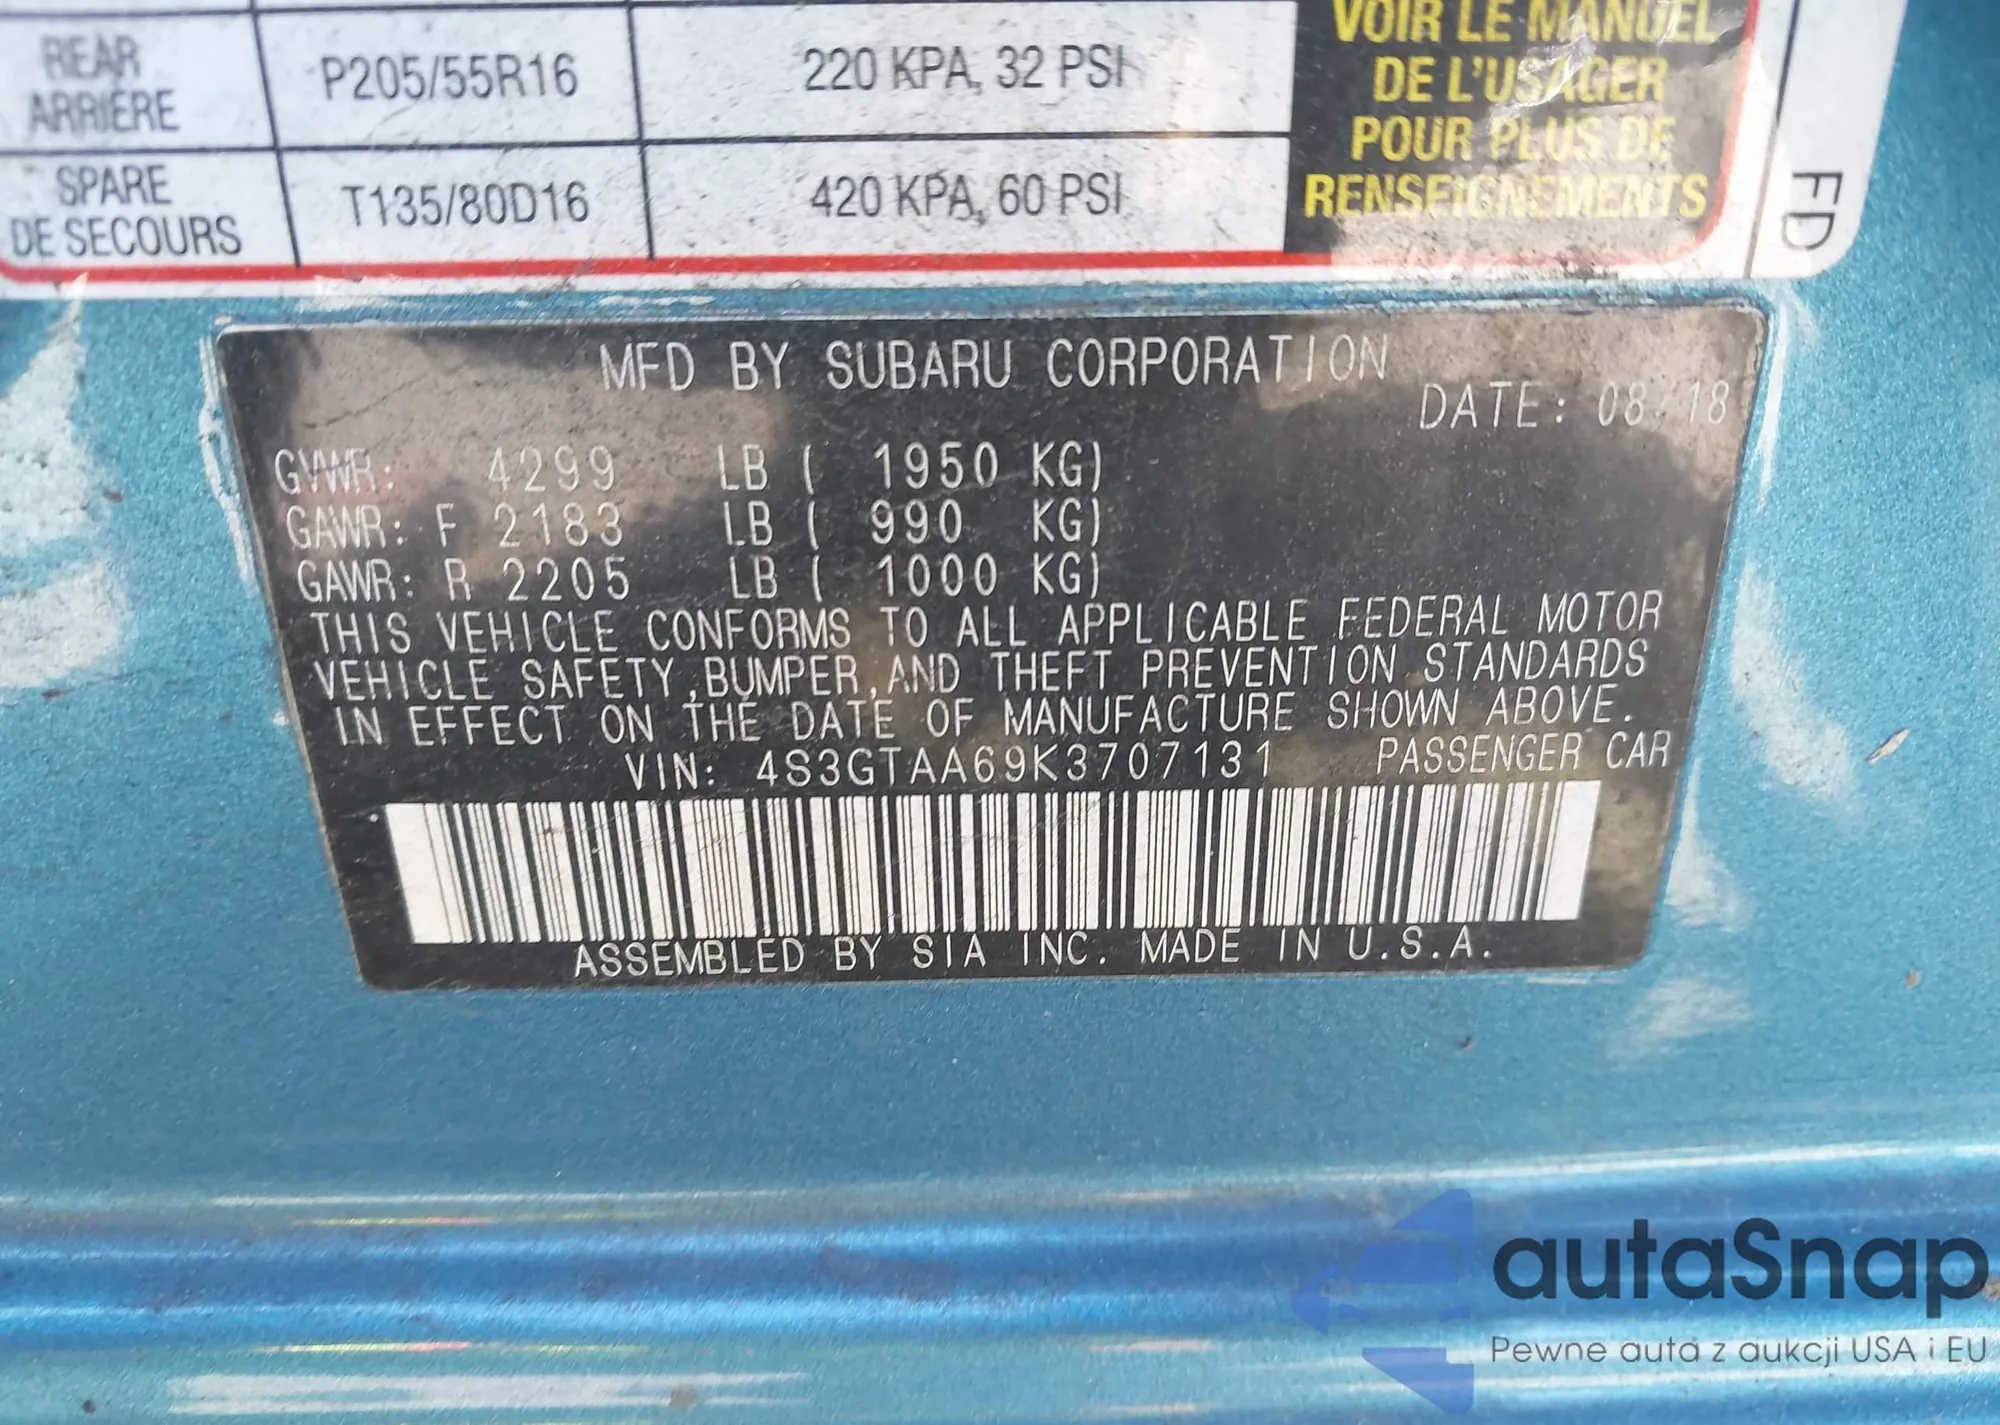 REAR
ARRIÈRE
P205/55R16
220 KPA, 32 PSI
SPARE
DE SECOURS
T135/80D16
420 KPA, 60 PSI
VOIR LE MANUEL
DE L'USAGER
POUR PLUS DE
RENSEIGNEMENTS
FD
MFD BY SUBARU CORPORATION
DATE: 08/18
GVWR: 4299 LB ( 1950 KG)
GAWR: F 2183 LB ( 990 KG)
GAWR: R 2205 LB ( 1000 KG)
THIS VEHICLE CONFORMS TO ALL APPLICABLE FEDERAL MOTOR
VEHICLE SAFETY,BUMPER,AND THEFT PREVENTION STANDARDS
IN EFFECT ON THE DATE OF MANUFACTURE SHOWN ABOVE.
VIN: 4S3GTAA69K3707131 PASSENGER CAR
ASSEMBLED BY SIA INC. MADE IN U.S.A.
autaSnap
Pewne auta z aukcji USA i EU